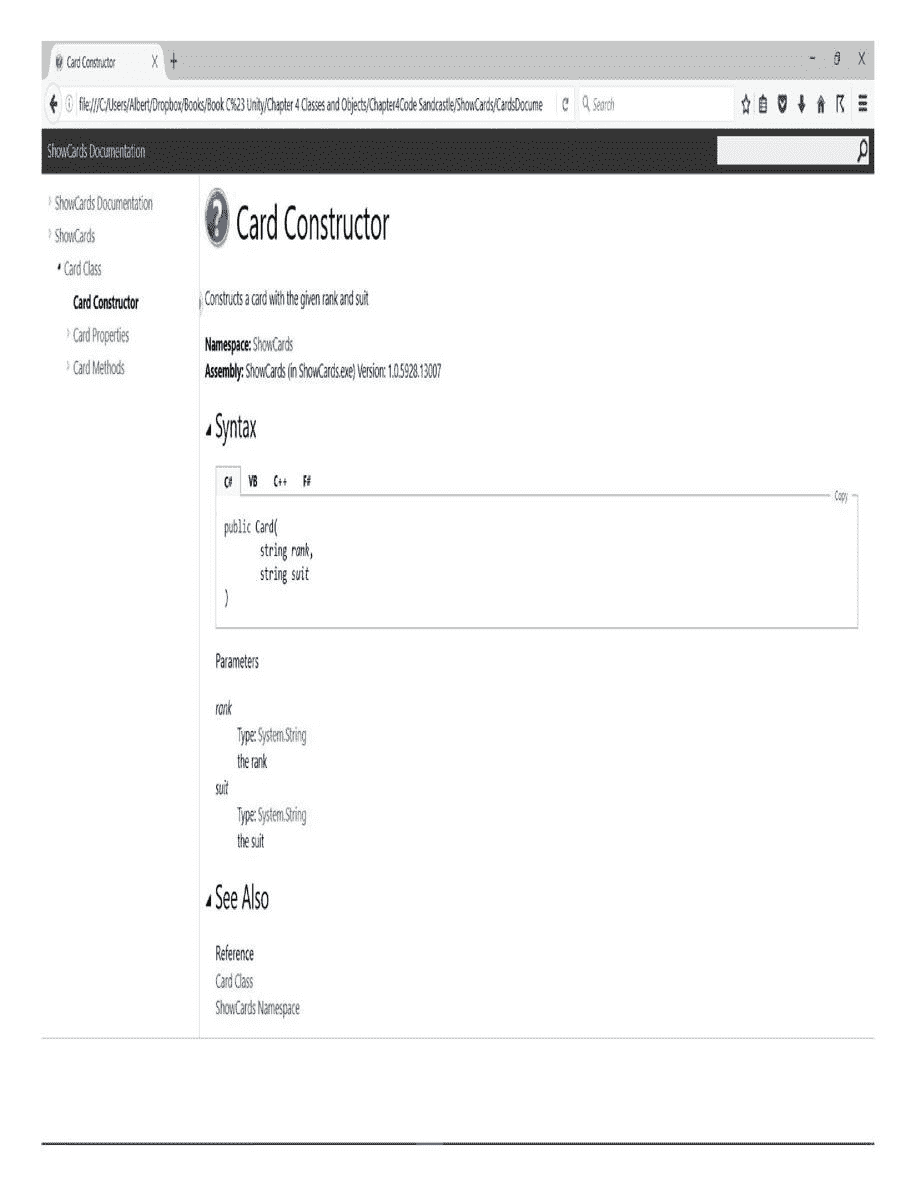 Card Constructor X +
file:///C:/Users/Albert/Dropbox/Books/Book C%23 Unity/Chapter 4 Classes and Objects/Chapter4Code Sandcastle/ShowCards/CardsDocume Search
ShowCards Documentation
ShowCards Documentation
ShowCards
Card Class
Card Constructor
Card Properties
Card Methods
Card Constructor
Constructs a card with the given rank and suit
Namespace: ShowCards
Assembly: ShowCards (in ShowCards.exe) Version: 1.0.5928.13007
Syntax
C# VB C++ F#
Copy
public Card(
string rank,
string suit
)
Parameters
rank
Type: System.String
the rank
suit
Type: System.String
the suit
See Also
Reference
Card Class
ShowCards Namespace